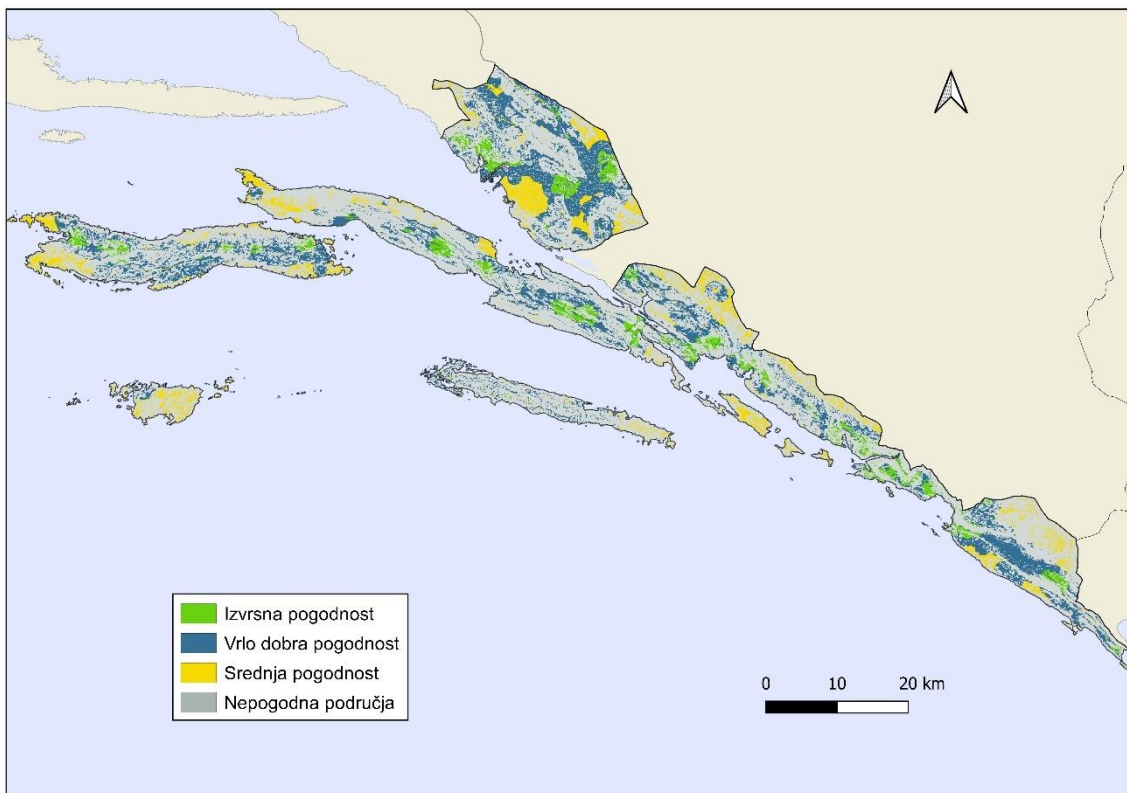 Izvrsna pogodnost
Vrlo dobra pogodnost
Srednja pogodnost
Nepogodna područja
0 10 20 km